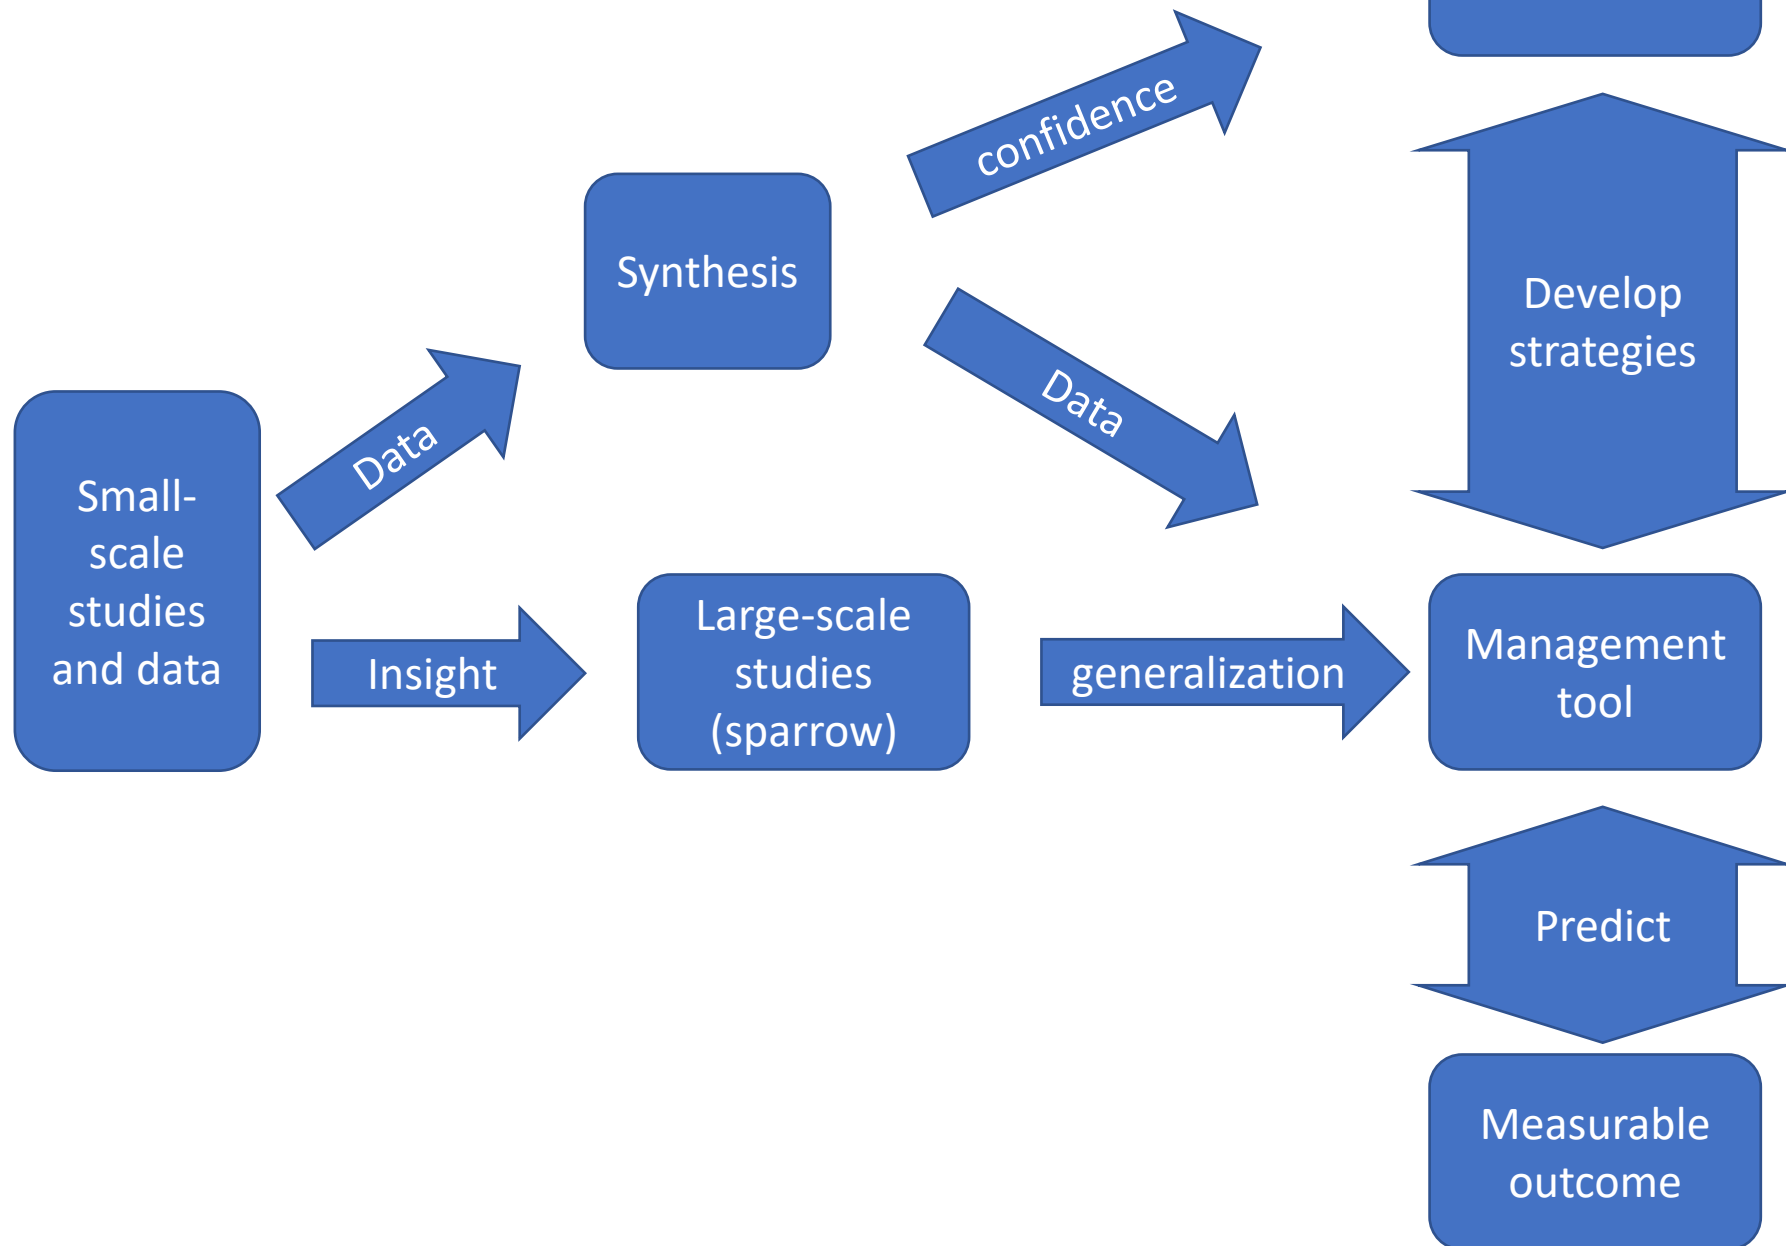 confidence
Synthesis
Develop
strategies
Data
Data
Small-
scale
studies
and data
Insight
Large-scale
studies
(sparrow)
generalization
Management
tool
Predict
Measurable
outcome